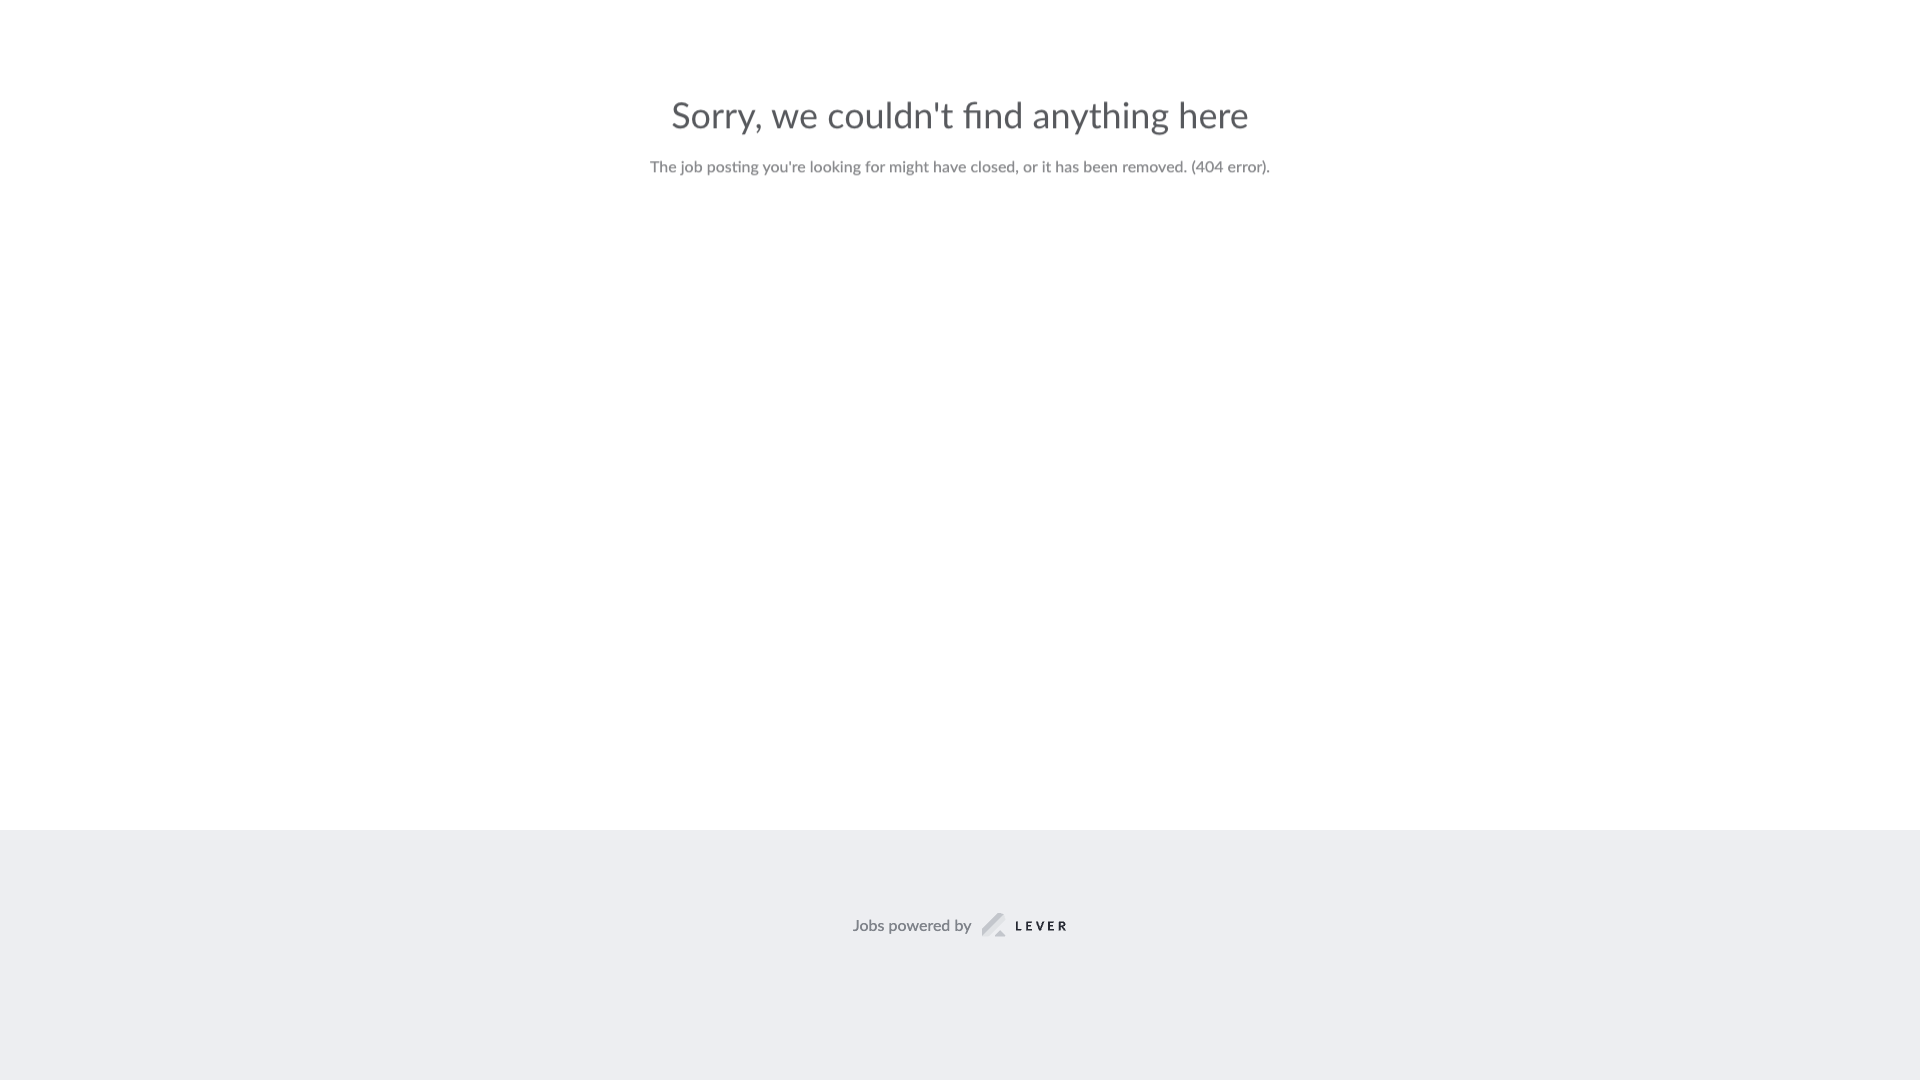 Sorry, we couldn't find anything here
The job posting you're looking for might have closed, or it has been removed. (404 error).
Jobs powered by LEVER